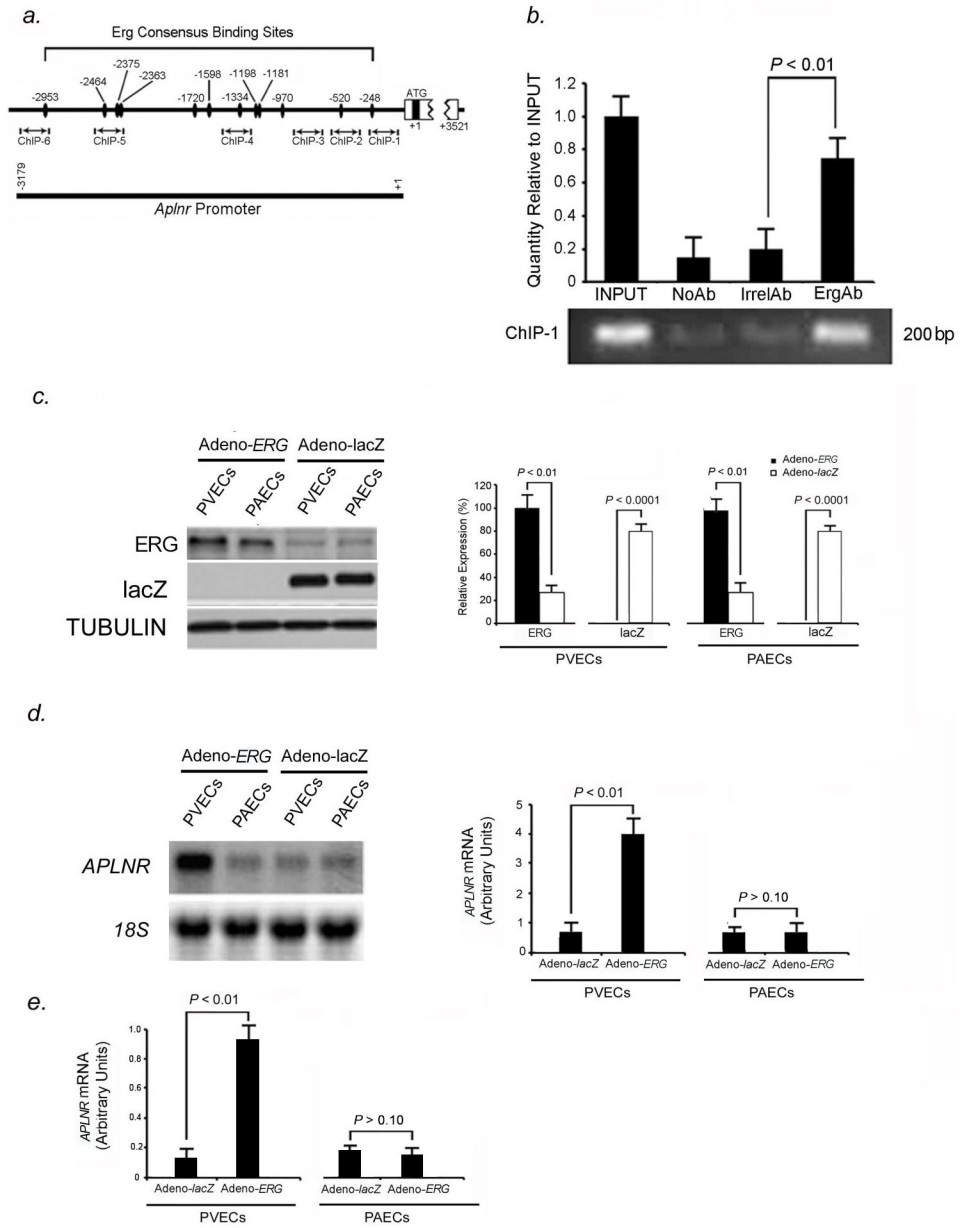 a.
Erg Consensus Binding Sites
-2375
-2464
-2363
-1598
-1198
-1181
-2953
-1720
-1334
-970
-520
-248
ATG
+1
+3521
ChIP-6
ChIP-5
ChIP-4
ChIP-3
ChIP-2
ChIP-1
-3179
+1
Aplnr Promoter
b.
P < 0.01
Quantity Relative to INPUT
1.2
1.0
0.8
0.6
0.4
0.2
0
INPUT NoAb IrrelAb ErgAb
ChIP-1
200 bp
c.
Adeno-ERG Adeno-lacZ
PVECs PAECs PVECs PAECs
ERG
lacZ
TUBULIN
Adeno-ERG
Adeno-lacZ
P < 0.01
P < 0.0001
P < 0.01
P < 0.0001
Relative Expression (%)
120
100
80
60
40
20
0
ERG lacZ ERG lacZ
PVECs PAECs
d.
Adeno-ERG Adeno-lacZ
PVECs PAECs PVECs PAECs
APLNR
18S
P < 0.01
P > 0.10
APLNR mRNA
(Arbitrary Units)
5
4
3
2
1
0
Adeno-lacZ Adeno-ERG Adeno-lacZ Adeno-ERG
PVECs PAECs
e.
P < 0.01
P > 0.10
APLNR mRNA
(Arbitrary Units)
1.0
0.8
0.6
0.4
0.2
0
Adeno-lacZ Adeno-ERG Adeno-lacZ Adeno-ERG
PVECs PAECs